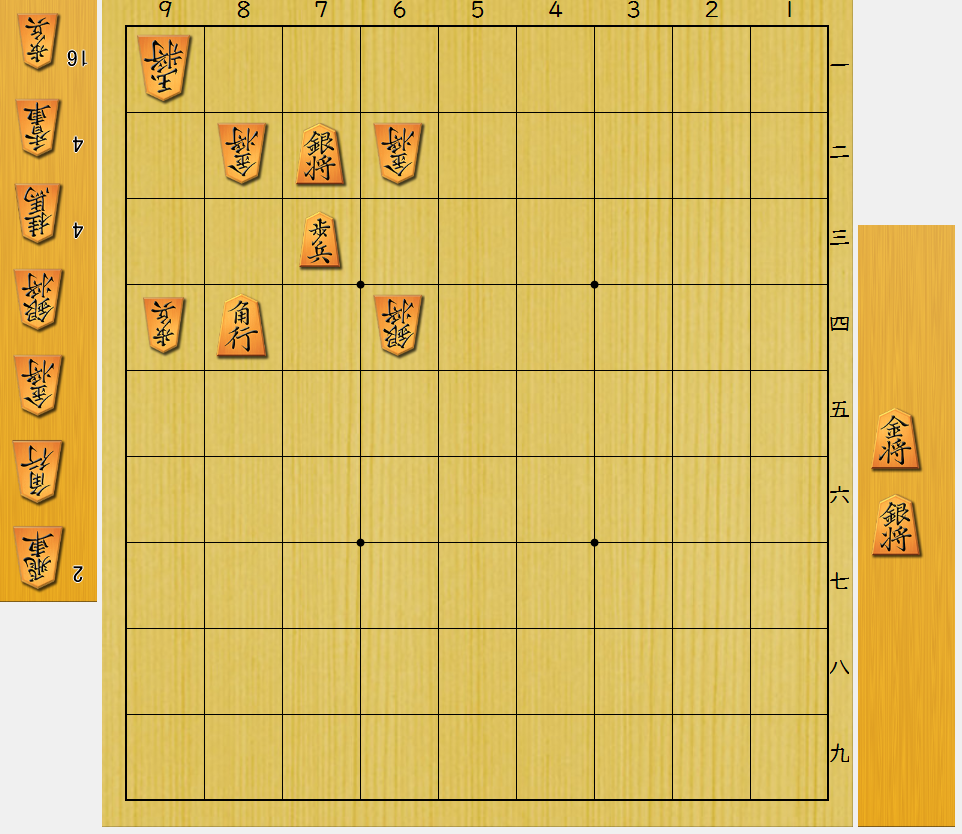 9 8 7 6 5 4 3 2 1
歩兵 16
香車 4
桂馬 4
銀将
金将
角行
飛車 2
玉将
金将 銀将 金将
歩兵
歩兵 角行 銀将
一
二
三
四
五
六
七
八
九
金将
銀将